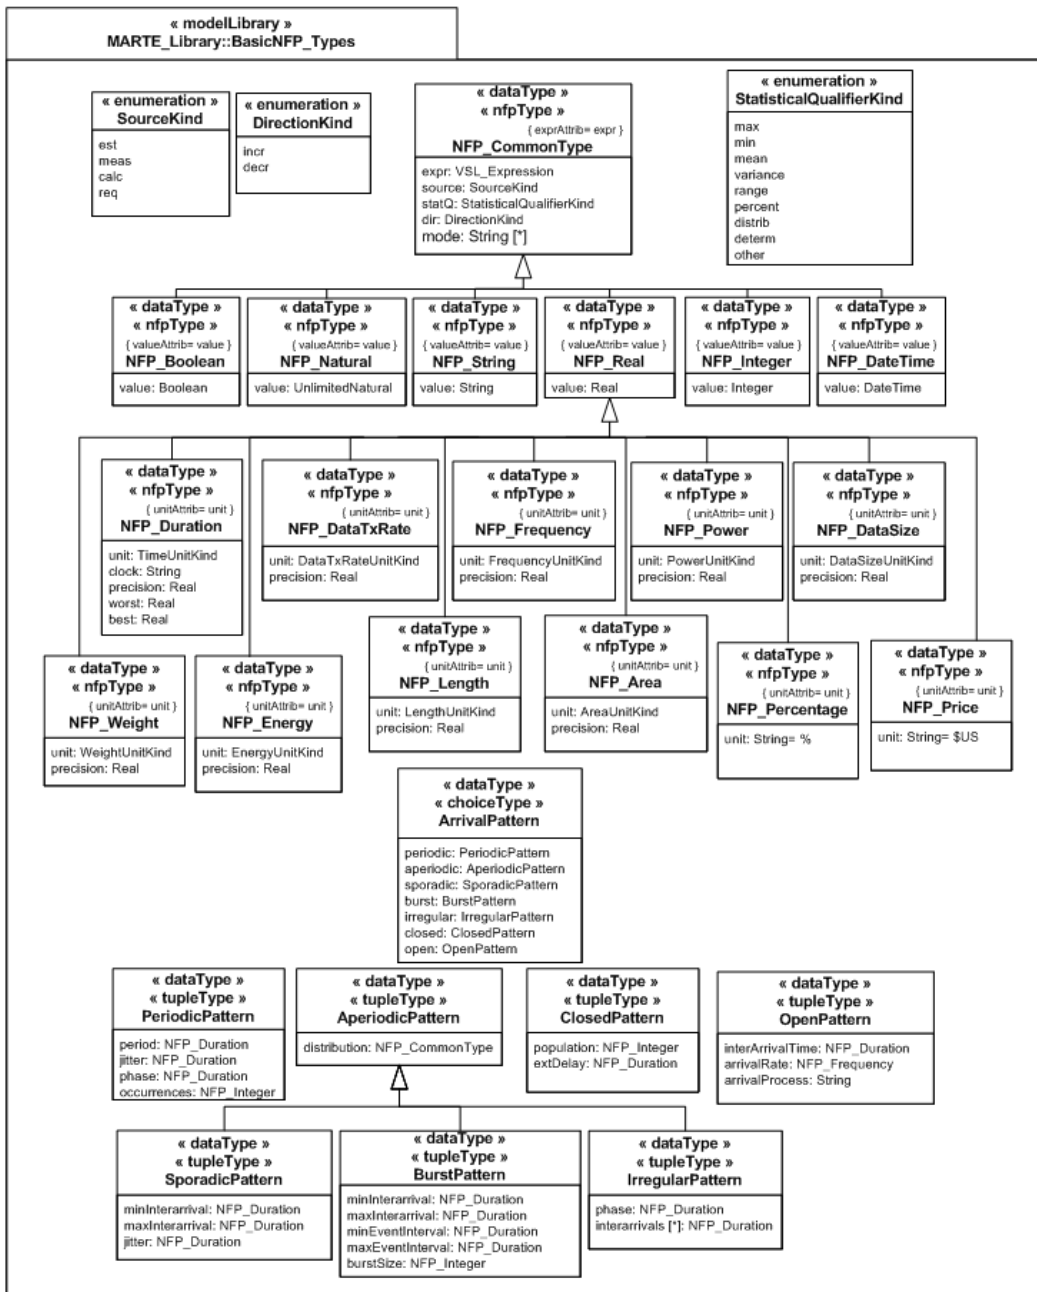 « modelLibrary »
MARTE_Library::BasicNFP_Types
« enumeration »
SourceKind
est
meas
calc
req
« enumeration »
DirectionKind
incr
decr
« dataType »
« nfpType »
{ exprAttrib= expr }
NFP_CommonType
expr: VSL_Expression
source: SourceKind
statQ: StatisticalQualifierKind
dir: DirectionKind
mode: String [*]
« enumeration »
StatisticalQualifierKind
max
min
mean
variance
range
percent
distrib
determ
other
« dataType »
« nfpType »
{ valueAttrib= value }
NFP_Boolean
value: Boolean
« dataType »
« nfpType »
{ valueAttrib= value }
NFP_Natural
value: UnlimitedNatural
« dataType »
« nfpType »
{ valueAttrib= value }
NFP_String
value: String
« dataType »
« nfpType »
{ valueAttrib= value }
NFP_Real
value: Real
« dataType »
« nfpType »
{ valueAttrib= value }
NFP_Integer
value: Integer
« dataType »
« nfpType »
{ valueAttrib= value }
NFP_DateTime
value: DateTime
« dataType »
« nfpType »
{ unitAttrib= unit }
NFP_Duration
unit: TimeUnitKind
clock: String
precision: Real
worst: Real
best: Real
« dataType »
« nfpType »
{ unitAttrib= unit }
NFP_DataTxRate
unit: DataTxRateUnitKind
precision: Real
« dataType »
« nfpType »
{ unitAttrib= unit }
NFP_Frequency
unit: FrequencyUnitKind
precision: Real
« dataType »
« nfpType »
{ unitAttrib= unit }
NFP_Power
unit: PowerUnitKind
precision: Real
« dataType »
« nfpType »
{ unitAttrib= unit }
NFP_DataSize
unit: DataSizeUnitKind
precision: Real
« dataType »
« nfpType »
{ unitAttrib= unit }
NFP_Weight
unit: WeightUnitKind
precision: Real
« dataType »
« nfpType »
{ unitAttrib= unit }
NFP_Energy
unit: EnergyUnitKind
precision: Real
« dataType »
« nfpType »
{ unitAttrib= unit }
NFP_Length
unit: LengthUnitKind
precision: Real
« dataType »
« nfpType »
{ unitAttrib= unit }
NFP_Area
unit: AreaUnitKind
precision: Real
« dataType »
« nfpType »
{ unitAttrib= unit }
NFP_Percentage
unit: String= %
« dataType »
« nfpType »
{ unitAttrib= unit }
NFP_Price
unit: String= $US
« dataType »
« choiceType »
ArrivalPattern
periodic: PeriodicPattern
aperiodic: AperiodicPattern
sporadic: SporadicPattern
burst: BurstPattern
irregular: IrregularPattern
closed: ClosedPattern
open: OpenPattern
« dataType »
« tupleType »
PeriodicPattern
period: NFP_Duration
jitter: NFP_Duration
phase: NFP_Duration
occurrences: NFP_Integer
« dataType »
« tupleType »
AperiodicPattern
distribution: NFP_CommonType
« dataType »
« tupleType »
ClosedPattern
population: NFP_Integer
extDelay: NFP_Duration
« dataType »
« tupleType »
OpenPattern
interArrivalTime: NFP_Duration
arrivalRate: NFP_Frequency
arrivalProcess: String
« dataType »
« tupleType »
SporadicPattern
minInterarrival: NFP_Duration
maxInterarrival: NFP_Duration
jitter: NFP_Duration
« dataType »
« tupleType »
BurstPattern
minInterarrival: NFP_Duration
maxInterarrival: NFP_Duration
minEventInterval: NFP_Duration
maxEventInterval: NFP_Duration
burstSize: NFP_Integer
« dataType »
« tupleType »
IrregularPattern
phase: NFP_Duration
interarrivals [*]: NFP_Duration